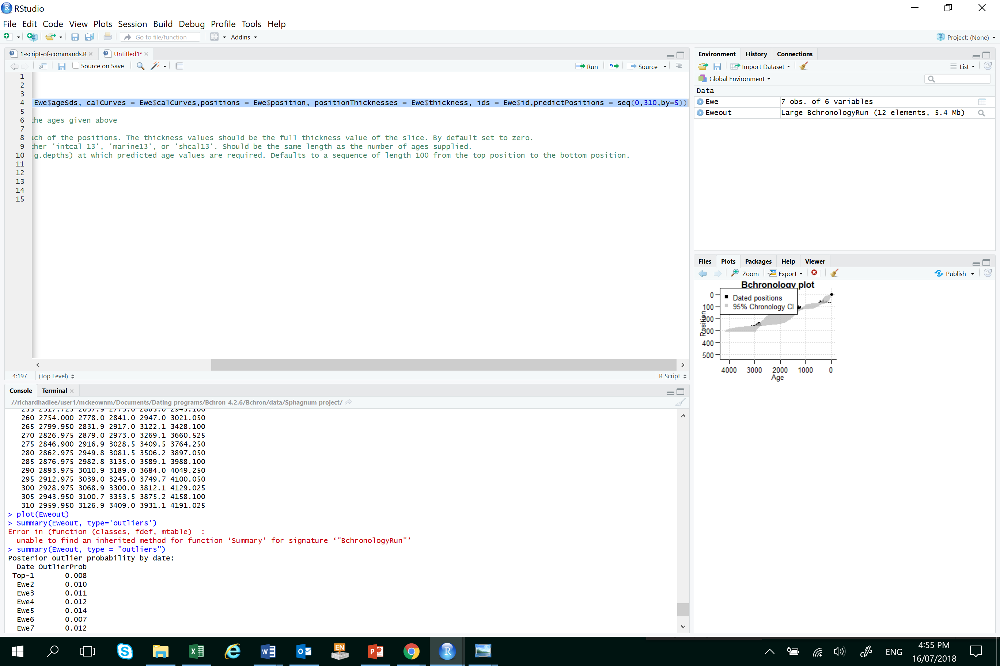 RStudio
File Edit Code View Plots Session Build Debug Profile Tools Help
Go to file/function Addins Project: (None)
1-script-of-commands.R Untitled1*
Source on Save Run Source
1
2
3
4 Ewe$ageSds, calCurves = Ewe$calCurves,positions = Ewe$position, positionThicknesses = Ewe$thickness, ids = Ewe$id,predictPositions = seq(0,310,by=5))
5
6 the ages given above
7
8 ach of the positions. The thickness values should be the full thickness value of the slice. By default set to zero.
9 ther 'intcal 13', 'marine13', or 'shcal13'. Should be the same length as the number of ages supplied.
10 .g.depths) at which predicted age values are required. Defaults to a sequence of length 100 from the top position to the bottom position.
11
12
13
14
15
4:197 (Top Level) R Script
Console Terminal
//richardhadlee/user1/mckeownm/Documents/Dating programs/Bchron_4.2.6/Bchron/data/Sphagnum project/
260 2754.000 2778.0 2841.0 2947.0 3021.050
265 2799.950 2831.9 2917.0 3122.1 3428.100
270 2826.975 2879.0 2973.0 3269.1 3660.525
275 2846.900 2916.9 3028.5 3409.5 3764.250
280 2862.975 2949.8 3081.5 3506.2 3897.050
285 2876.975 2982.8 3135.0 3589.1 3988.100
290 2893.975 3010.9 3189.0 3684.0 4049.250
295 2912.975 3039.0 3245.0 3749.7 4100.050
300 2928.975 3068.9 3300.0 3812.1 4129.025
305 2943.950 3100.7 3353.5 3875.2 4158.100
310 2959.950 3126.9 3409.0 3931.1 4191.025
> plot(Eweout)
> Summary(Eweout, type='outliers')
Error in (function (classes, fdef, mtable)  :
unable to find an inherited method for function ‘Summary’ for signature ‘"BchronologyRun"’
> summary(Eweout, type = "outliers")
Posterior outlier probability by date:
Date OutlierProb
Top-1 0.008
Ewe2 0.010
Ewe3 0.011
Ewe4 0.012
Ewe5 0.014
Ewe6 0.007
Ewe7 0.012
Environment History Connections
Import Dataset List
Global Environment
Data
Ewe 7 obs. of 6 variables
Eweout Large BchronologyRun (12 elements, 5.4 Mb)
Files Plots Packages Help Viewer
Zoom Export Publish
Bchronology plot
Dated positions
95% Chronology CI
Position
0
100
200
300
400
500
4000 3000 2000 1000 0
Age
EN
ENG
4:55 PM
16/07/2018